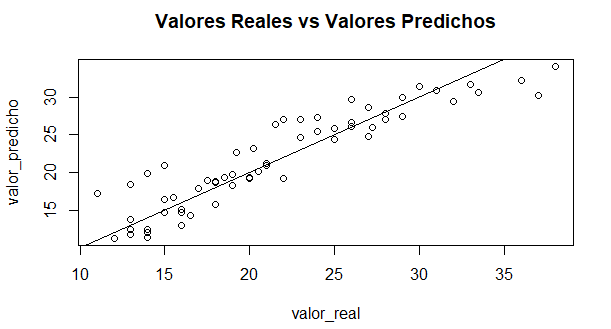 Valores Reales vs Valores Predichos
valor_predicho
30
25
20
15
10 15 20 25 30 35
valor_real